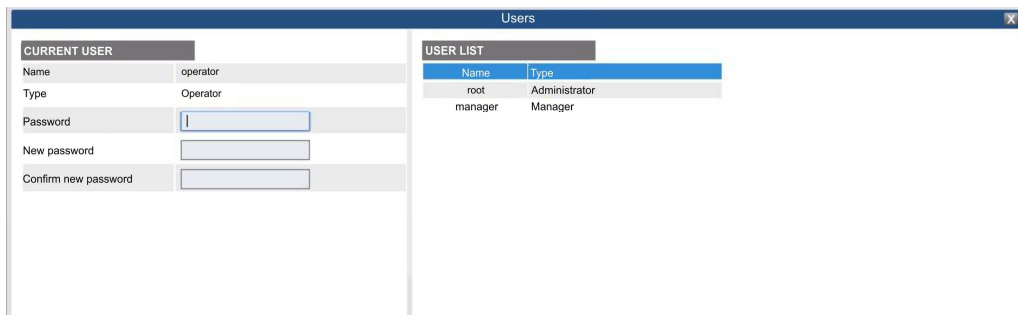 Users
X
CURRENT USER
Name operator
Type Operator
Password
New password
Confirm new password
USER LIST
Name Type
root Administrator
manager Manager